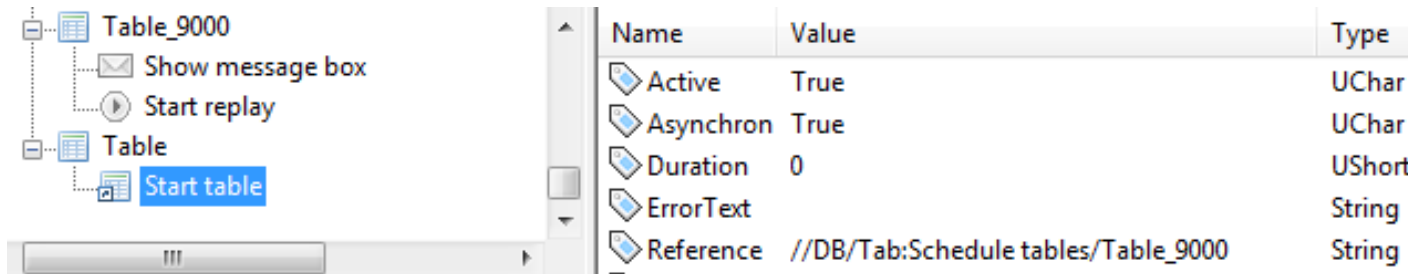 Table_9000
Show message box
Start replay
Table
Start table
Name Value Type
Active True UChar
Asynchron True UChar
Duration 0 UShort
ErrorText String
Reference //DB/Tab:Schedule tables/Table_9000 String